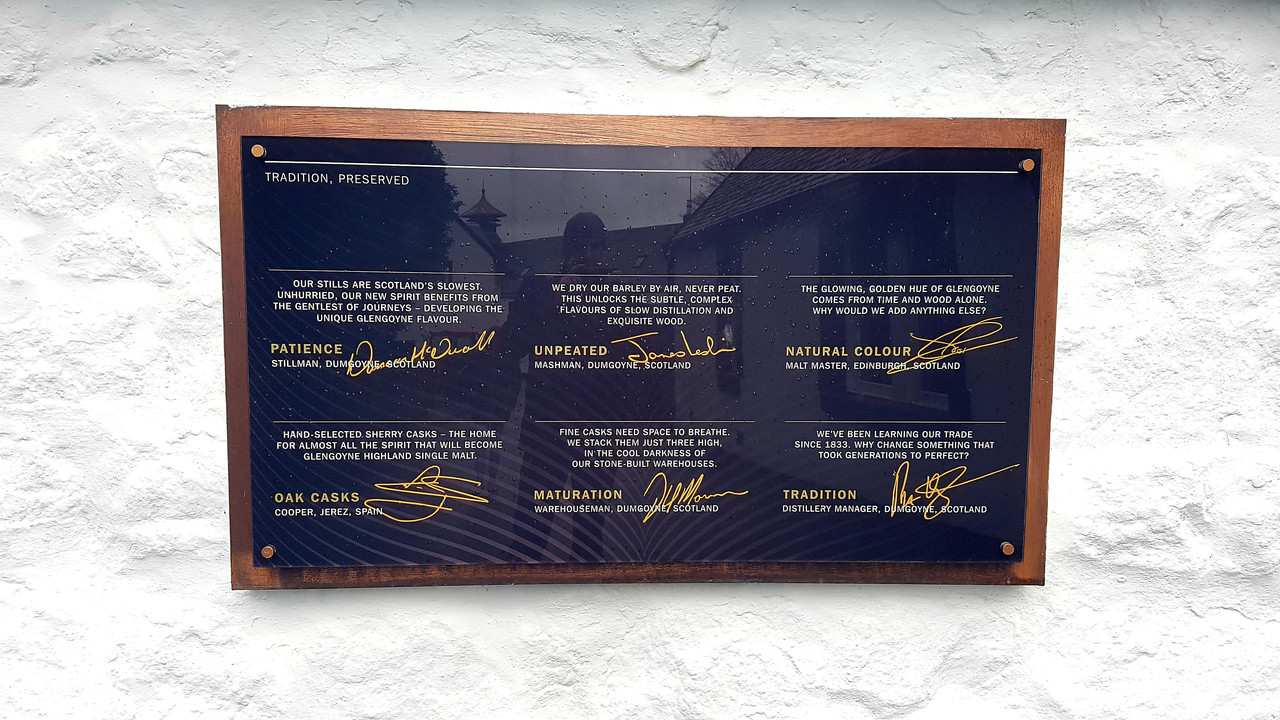 TRADITION, PRESERVED
OUR STILLS ARE SCOTLAND'S SLOWEST.
UNHURRIED, OUR NEW SPIRIT BENEFITS FROM
THE GENTLEST OF JOURNEYS – DEVELOPING THE
UNIQUE GLENGOYNE FLAVOUR.
PATIENCE
STILLMAN, DUMGOYNE, SCOTLAND
WE DRY OUR BARLEY BY AIR, NEVER PEAT.
THIS UNLOCKS THE SUBTLE, COMPLEX
FLAVOURS OF SLOW DISTILLATION AND
EXQUISITE WOOD.
UNPEATED
MASHMAN, DUMGOYNE, SCOTLAND
THE GLOWING, GOLDEN HUE OF GLENGOYNE
COMES FROM TIME AND WOOD ALONE.
WHY WOULD WE ADD ANYTHING ELSE?
NATURAL COLOUR
MALT MASTER, EDINBURGH, SCOTLAND
HAND-SELECTED SHERRY CASKS – THE HOME
FOR ALMOST ALL THE SPIRIT THAT WILL BECOME
GLENGOYNE HIGHLAND SINGLE MALT.
OAK CASKS
COOPER, JEREZ, SPAIN
FINE CASKS NEED SPACE TO BREATHE.
WE STACK THEM JUST THREE HIGH,
IN THE COOL DARKNESS OF
OUR STONE-BUILT WAREHOUSES.
MATURATION
WAREHOUSEMAN, DUMGOYNE, SCOTLAND
WE'VE BEEN LEARNING OUR TRADE
SINCE 1833. WHY CHANGE SOMETHING THAT
TOOK GENERATIONS TO PERFECT?
TRADITION
DISTILLERY MANAGER, DUMGOYNE, SCOTLAND